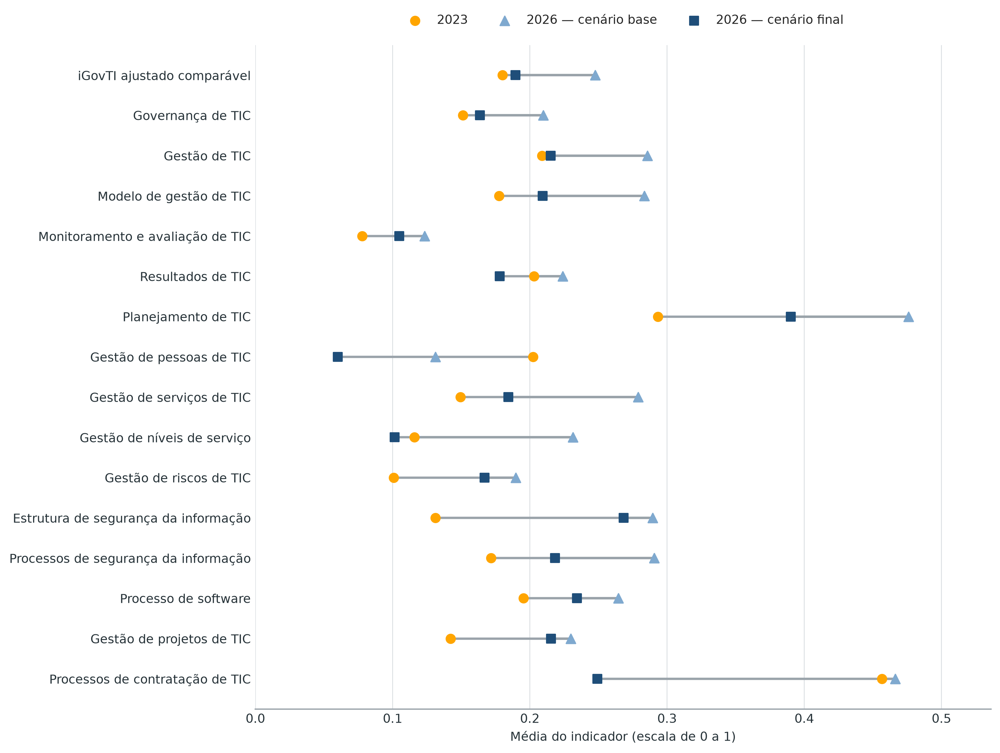 2023
2026 — cenário base
2026 — cenário final
iGovTI ajustado comparável
Governança de TIC
Gestão de TIC
Modelo de gestão de TIC
Monitoramento e avaliação de TIC
Resultados de TIC
Planejamento de TIC
Gestão de pessoas de TIC
Gestão de serviços de TIC
Gestão de níveis de serviço
Gestão de riscos de TIC
Estrutura de segurança da informação
Processos de segurança da informação
Processo de software
Gestão de projetos de TIC
Processos de contratação de TIC
0.0 0.1 0.2 0.3 0.4 0.5
Média do indicador (escala de 0 a 1)